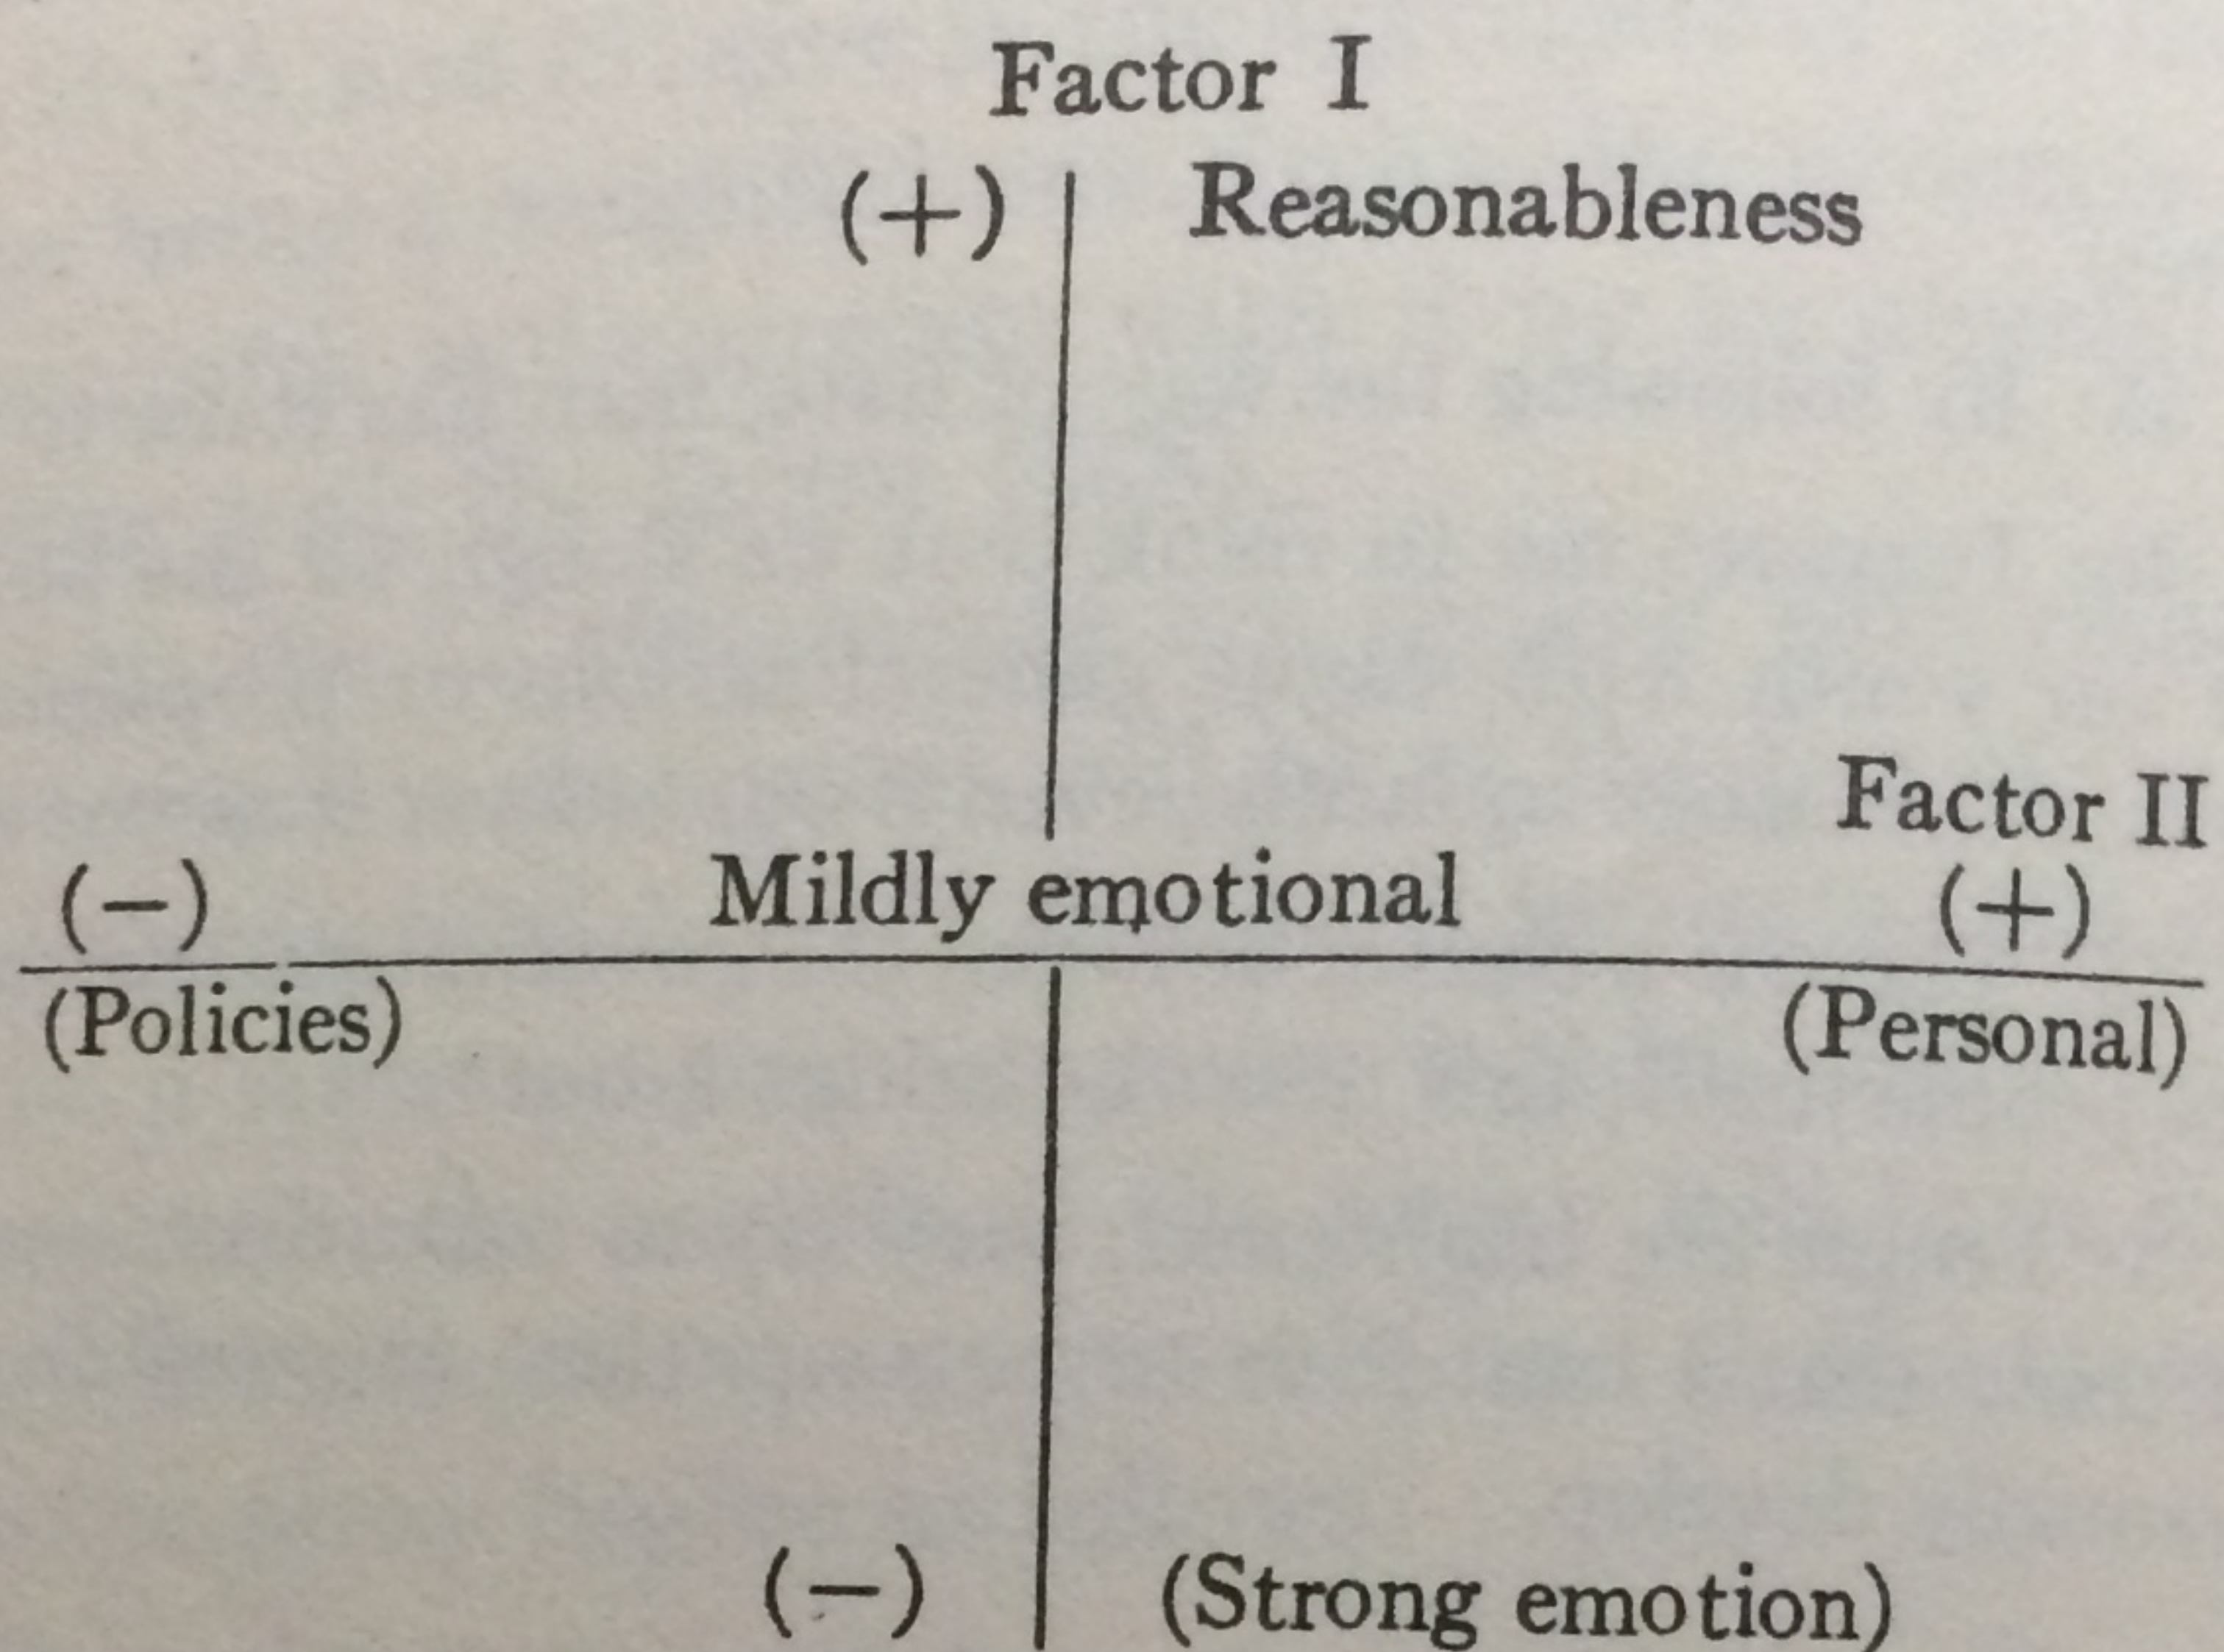 Factor I
(+) Reasonableness
Factor II
(−) Mildly emotional (+)
(Policies) (Personal)
(−) (Strong emotion)